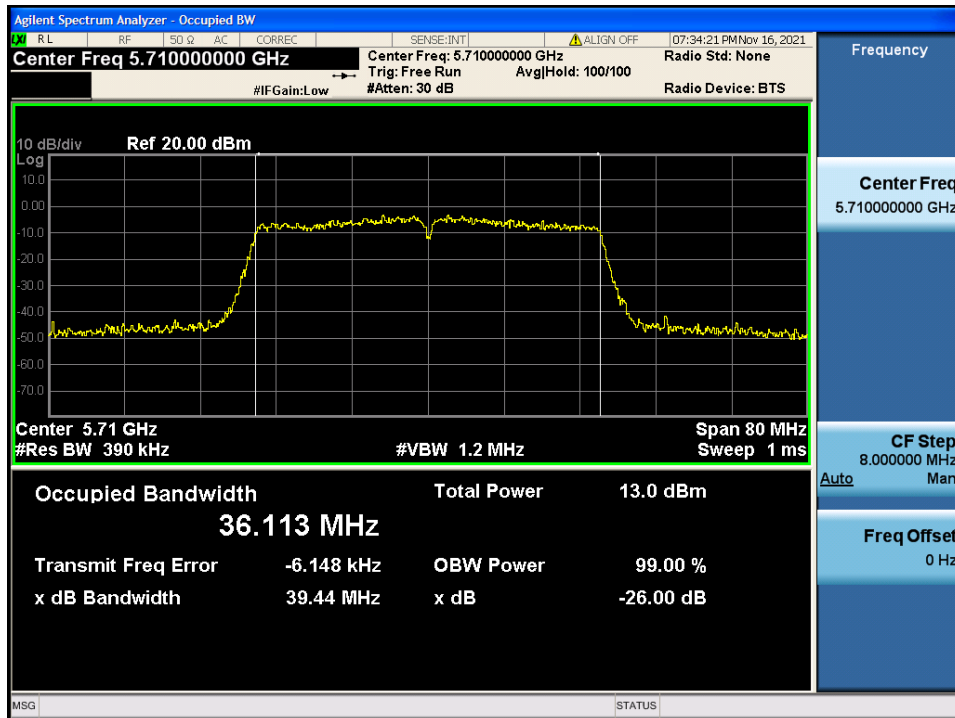 Agilent Spectrum Analyzer - Occupied BW
LXI RL RF 50 Ω AC CORREC SENSE:INT ALIGN OFF 07:34:21 PM Nov 16, 2021
Center Freq 5.710000000 GHz
Center Freq: 5.710000000 GHz
Radio Std: None
Trig: Free Run Avg|Hold: 100/100
#IFGain:Low #Atten: 30 dB Radio Device: BTS
10 dB/div Ref 20.00 dBm
Log
10.0
0.00
-10.0
-20.0
-30.0
-40.0
-50.0
-60.0
-70.0
Center 5.71 GHz Span 80 MHz
#Res BW 390 kHz #VBW 1.2 MHz Sweep 1 ms
Occupied Bandwidth Total Power 13.0 dBm
36.113 MHz
Transmit Freq Error -6.148 kHz OBW Power 99.00 %
x dB Bandwidth 39.44 MHz x dB -26.00 dB
MSG STATUS
Frequency
Center Freq
5.710000000 GHz
CF Step
8.000000 MHz
Auto Man
Freq Offset
0 Hz